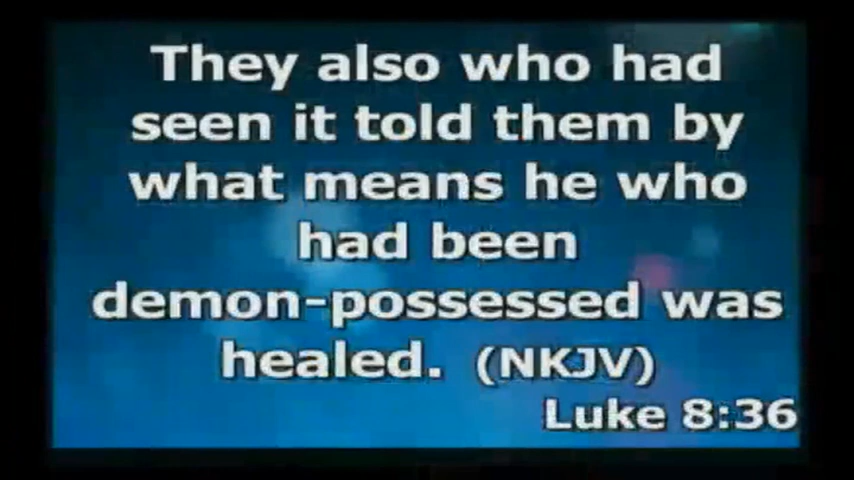 They also who had
seen it told them by
what means he who
had been
demon-possessed was
healed. (NKJV)
Luke 8:36